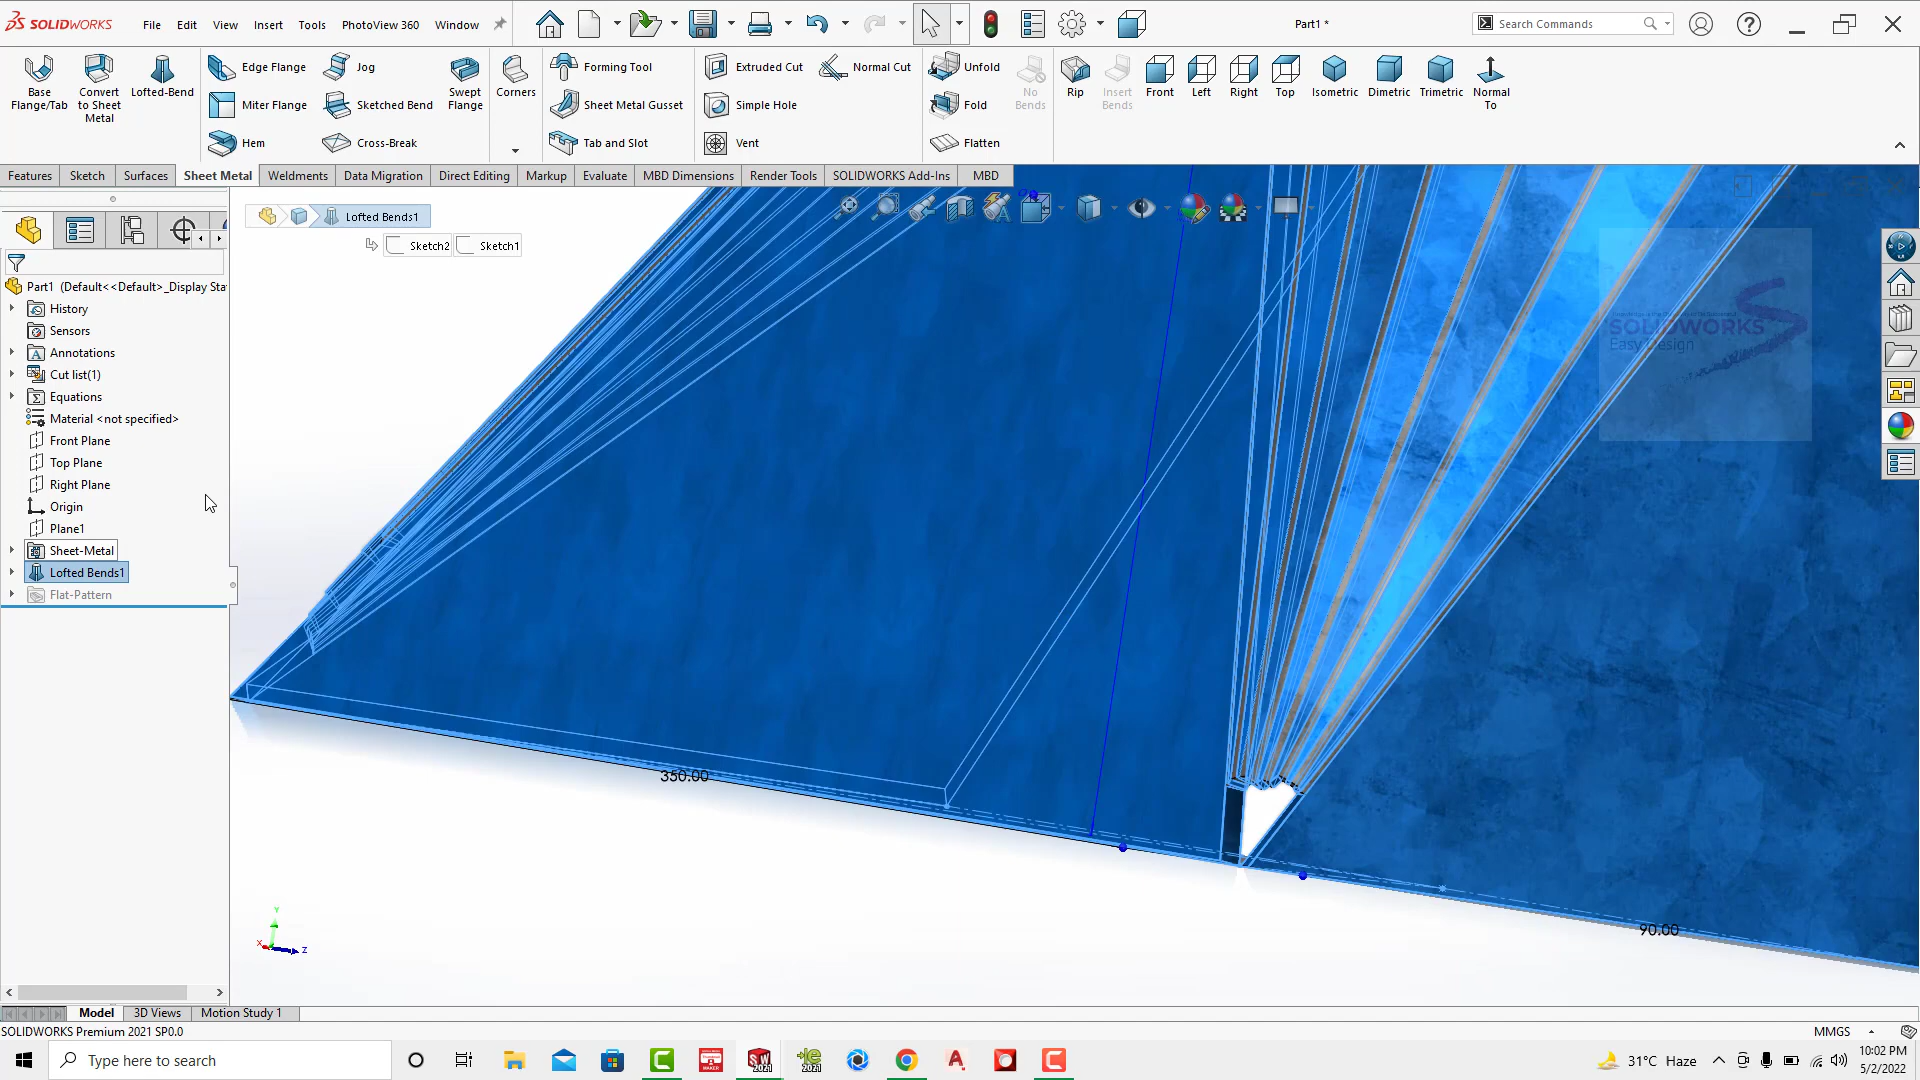 SOLIDWORKS File Edit View Insert Tools PhotoView 360 Window Part1 * Search Commands
Base Flange/Tab
Convert to Sheet Metal
Lofted-Bend
Edge Flange
Miter Flange
Hem
Jog
Sketched Bend
Cross-Break
Swept Flange
Corners
Forming Tool
Sheet Metal Gusset
Tab and Slot
Extruded Cut
Simple Hole
Vent
Normal Cut
Unfold
Fold
Flatten
No Bends
Rip
Insert Bends
Front
Left
Right
Top
Isometric
Dimetric
Trimetric
Normal To
Features Sketch Surfaces Sheet Metal Weldments Data Migration Direct Editing Markup Evaluate MBD Dimensions Render Tools SOLIDWORKS Add-Ins MBD
Lofted Bends1
Sketch2 Sketch1
Part1 (Default<<Default>_Display Sta
History
Sensors
Annotations
Cut list(1)
Equations
Material <not specified>
Front Plane
Top Plane
Right Plane
Origin
Plane1
Sheet-Metal
Lofted Bends1
Flat-Pattern
SOLIDWORKS
Easy Design
350.00
90.00
Y
X
Z
Model 3D Views Motion Study 1
SOLIDWORKS Premium 2021 SP0.0
MMGS
Type here to search
31°C Haze
10:02 PM
5/2/2022